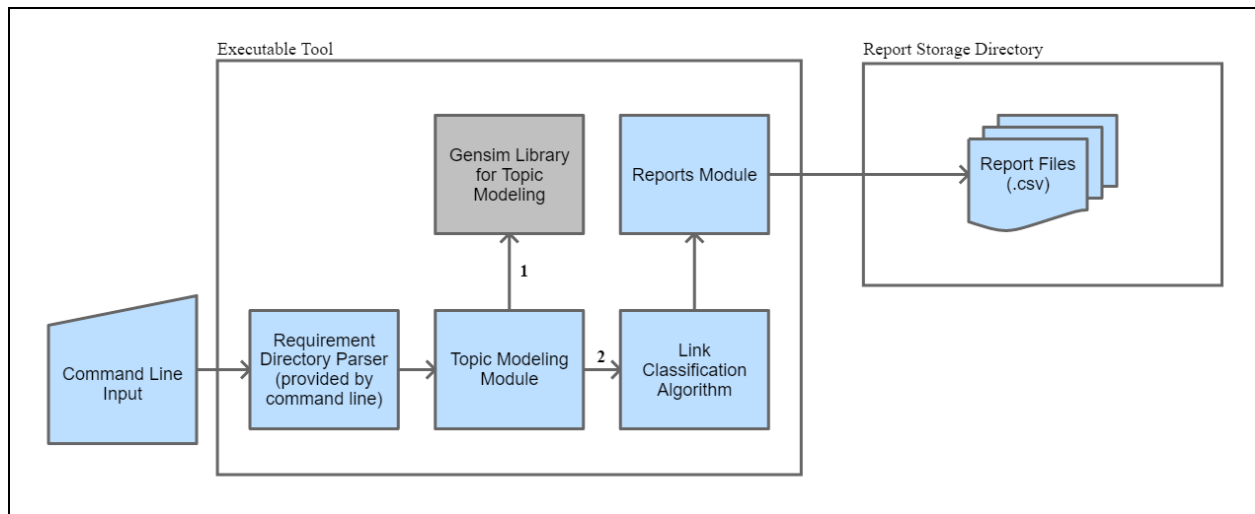 Executable Tool
Report Storage Directory
Gensim Library
for Topic
Modeling
Reports Module
Report Files
(.csv)
1
Command Line
Input
Requirement
Directory Parser
(provided by
command line)
Topic Modeling
Module
2
Link
Classification
Algorithm